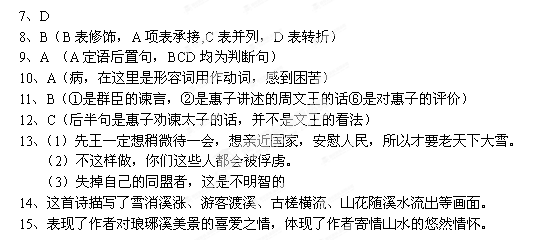 7、D
8、B(B表修饰，A项表承接,C表并列，D表转折)
9、A （A定语后置句，BCD均为判断句)
10、A(病，在这里是形容词用作动词，感到困苦)
11、B(①是群臣的谏言，②是惠子讲述的周文王的话⑥是对惠子的评价)
12、C(后半句是惠子劝谏太子的话，并不是文王的看法)
13、(1)先王一定想稍微待一会，想亲近国家，安慰人民，所以才要老天下大雪。
(2)不这样做，你们这些人都会被俘虏。
(3)失掉自己的同盟者，这是不明智的
14、这首诗描写了雪消溪涨、游客渡溪、古槎横流、山花随溪水流出等画面。
15、表现了作者对琅琊溪美景的喜爱之情，体现了作者寄情山水的悠然情怀。